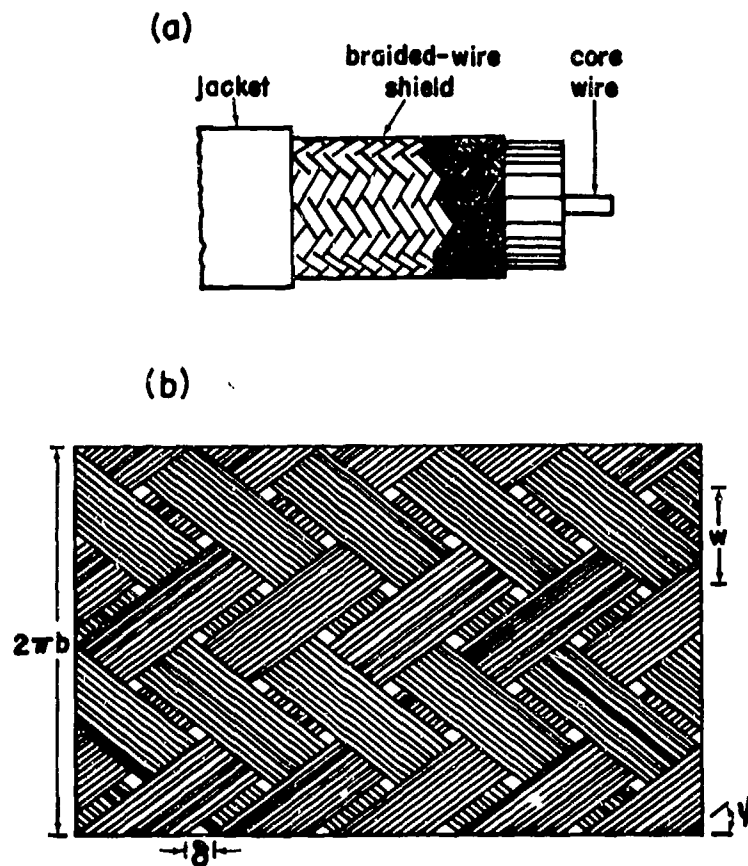 (a)
braided-wire
shield
core
wire
jacket
(b)
w
2πb
δ